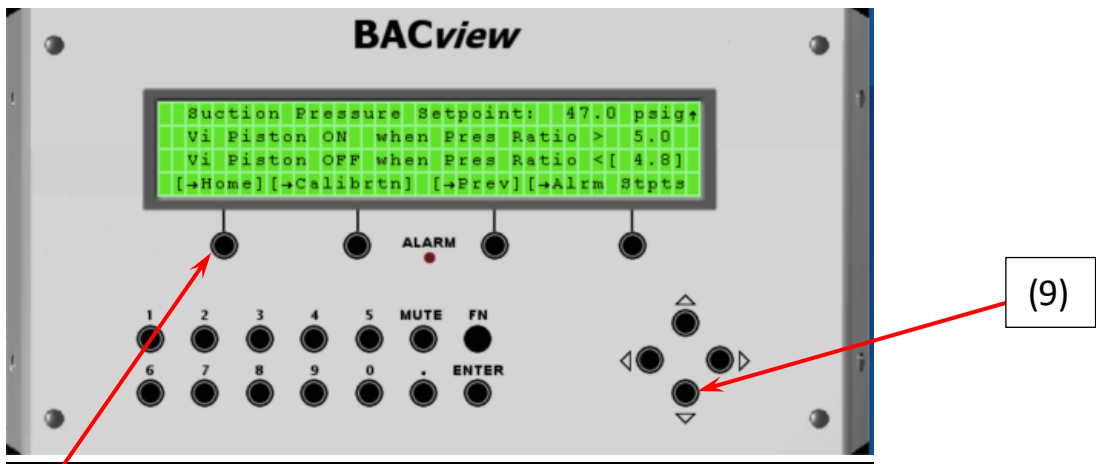 BACview
Suction Pressure Setpoint: 47.0 psig↑
Vi Piston ON when Pres Ratio > 5.0
Vi Piston OFF when Pres Ratio <[ 4.8]
[→Home][→Calibrtn] [→Prev][→Alrm Stpts
ALARM
1 2 3 4 5 MUTE FN
6 7 8 9 0 . ENTER
(9)